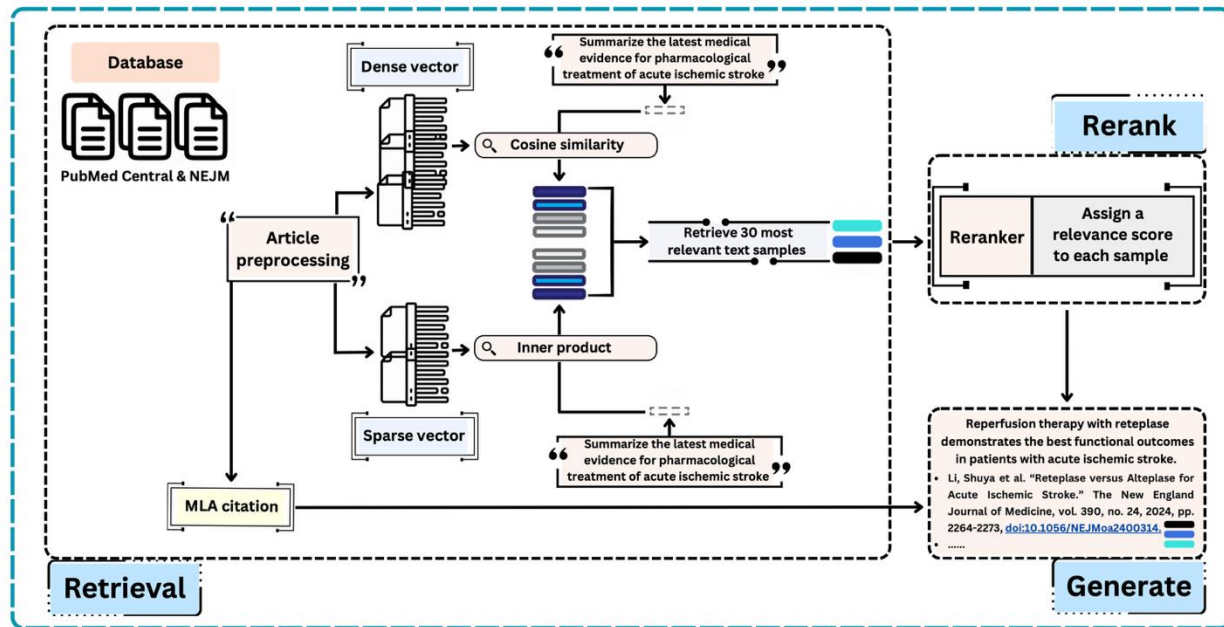 Database
PubMed Central & NEJM
Article
preprocessing
Dense vector
Summarize the latest medical
evidence for pharmacological
treatment of acute ischemic stroke
Cosine similarity
Retrieve 30 most
relevant text samples
Inner product
Sparse vector
Summarize the latest medical
evidence for pharmacological
treatment of acute ischemic stroke
MLA citation
Retrieval
Rerank
Reranker
Assign a
relevance score
to each sample
Reperfusion therapy with reteplase
demonstrates the best functional outcomes
in patients with acute ischemic stroke.
• Li, Shuya et al. “Reteplase versus Alteplase for
Acute Ischemic Stroke.” The New England
Journal of Medicine, vol. 390, no. 24, 2024, pp.
2264-2273, doi:10.1056/NEJMoa2400314.
• ......
Generate